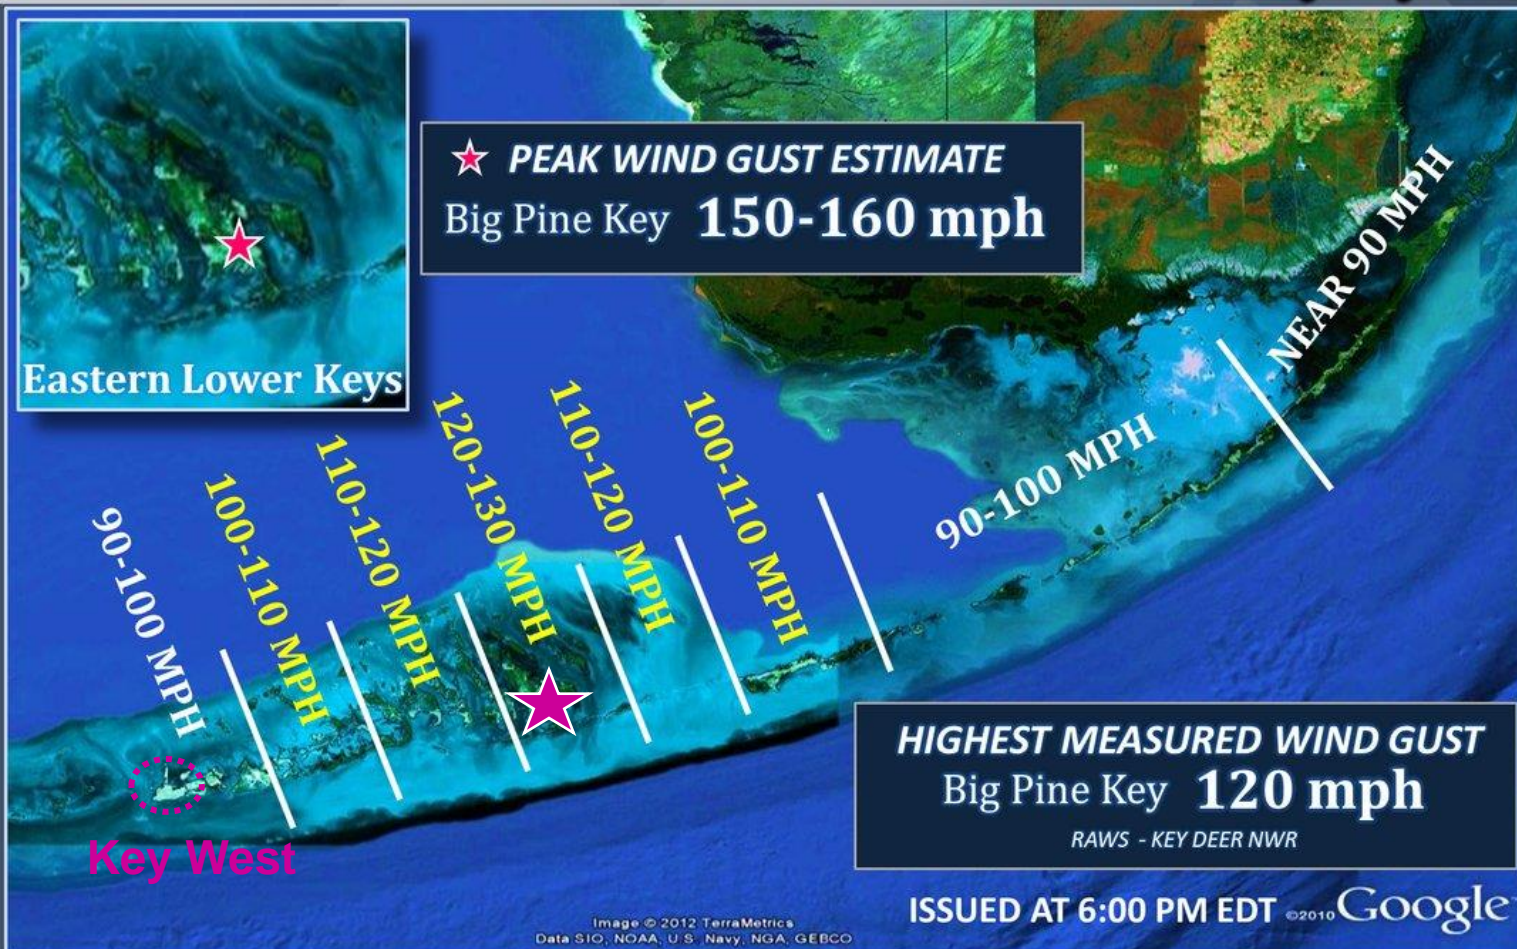 PEAK WIND GUST ESTIMATE
Big Pine Key 150-160 mph
Eastern Lower Keys
90-100 MPH
100-110 MPH
110-120 MPH
120-130 MPH
110-120 MPH
100-110 MPH
90-100 MPH
NEAR 90 MPH
Key West
HIGHEST MEASURED WIND GUST
Big Pine Key 120 mph
RAWS - KEY DEER NWR
ISSUED AT 6:00 PM EDT ©2010 Google
Image © 2012 TerraMetrics
Data SIO, NOAA, U.S. Navy, NGA, GEBCO